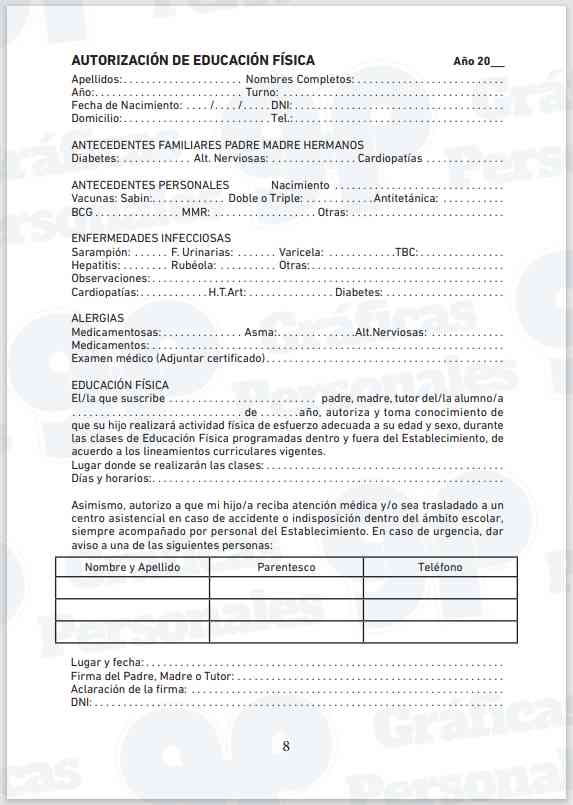 AUTORIZACIÓN DE EDUCACIÓN FÍSICA Año 20__
Apellidos:.................... Nombres Completos:.........................
Año:......................... Turno: ......................................
Fecha de Nacimiento: ..../..../.....DNI:...................................
Domicilio:..............................Tel.:...................................
ANTECEDENTES FAMILIARES PADRE MADRE HERMANOS
Diabetes: ........... Alt. Nerviosas: ..............Cardiopatías .............
ANTECEDENTES PERSONALES Nacimiento ............................
Vacunas: Sabin:............ Doble o Triple: ............Antitetánica: ..........
BCG .............. MMR: .................Otras: ...............................
ENFERMEDADES INFECCIOSAS
Sarampión: ...... F. Urinarias: ....... Varicela: ............TBC:.............
Hepatitis: ........ Rubéola: .......... Otras:................................
Observaciones:............................................................
Cardiopatías:...........H.T.Art: .............. Diabetes: ....................
ALERGIAS
Medicamentosas: ............. Asma:.............Alt.Nerviosas: .............
Medicamentos: ............................................................
Examen médico (Adjuntar certificado).......................................
EDUCACIÓN FÍSICA
El/la que suscribe ......................... padre, madre, tutor del/la alumno/a
............................. de .......año, autoriza y toma conocimiento de
que su hijo realizará actividad física de esfuerzo adecuada a su edad y sexo, durante
las clases de Educación Física programadas dentro y fuera del Establecimiento, de
acuerdo a los lineamientos curriculares vigentes.
Lugar donde se realizarán las clases:........................................
Días y horarios:............................................................
Asimismo, autorizo a que mi hijo/a reciba atención médica y/o sea trasladado a un
centro asistencial en caso de accidente o indisposición dentro del ámbito escolar,
siempre acompañado por personal del Establecimiento. En caso de urgencia, dar
aviso a una de las siguientes personas:
Nombre y Apellido Parentesco Teléfono
Lugar y fecha:............................................................
Firma del Padre, Madre o Tutor:.............................................
Aclaración de la firma: .....................................................
DNI:......................................................................
8
gp Gráficas Personales